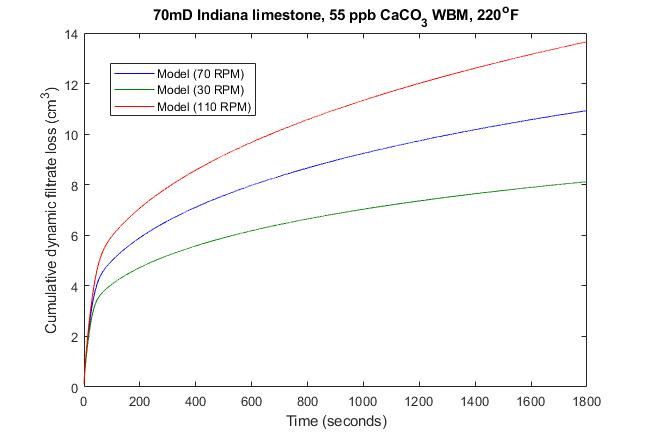 70mD Indiana limestone, 55 ppb CaCO3 WBM, 220°F
14
12
10
8
6
4
2
0
Cumulative dynamic filtrate loss (cm3)
Model (70 RPM)
Model (30 RPM)
Model (110 RPM)
0 200 400 600 800 1000 1200 1400 1600 1800
Time (seconds)